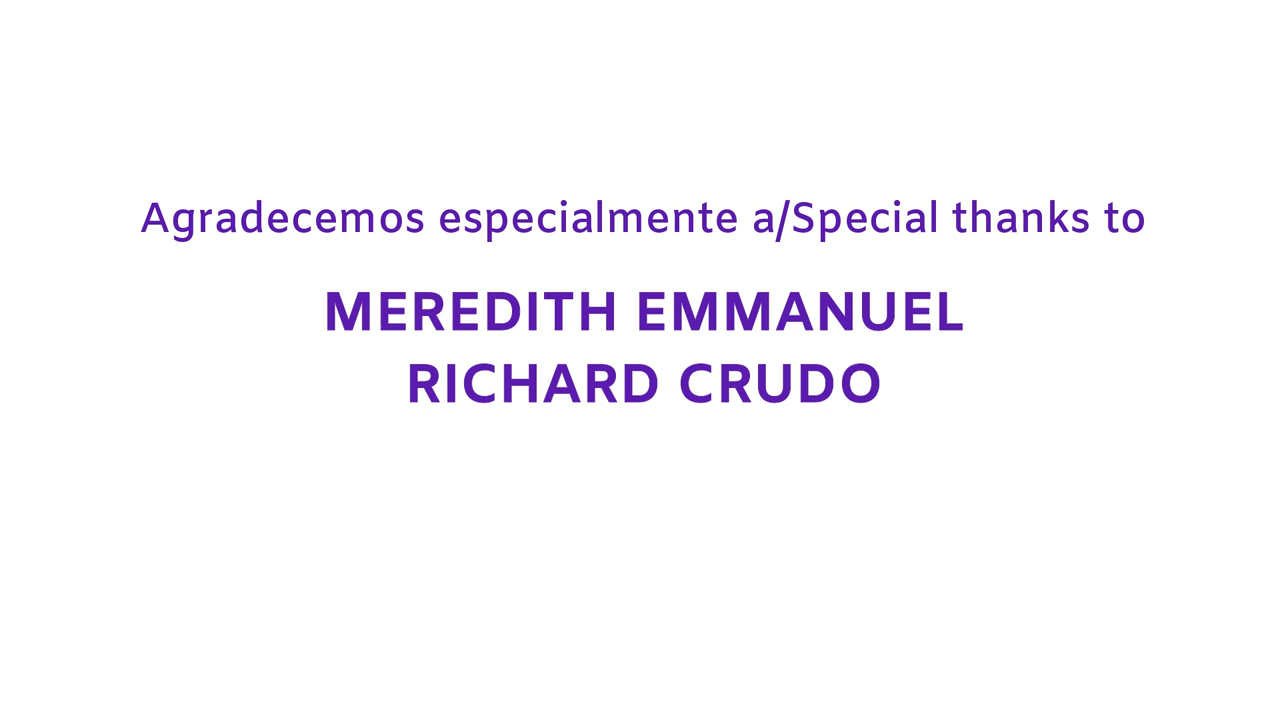 Agradecemos especialmente a/Special thanks to
MEREDITH EMMANUEL
RICHARD CRUDO